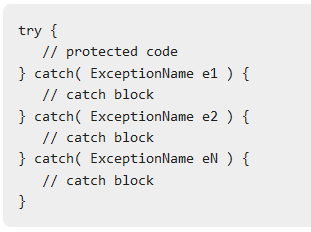 try {
   // protected code
} catch( ExceptionName e1 ) {
   // catch block
} catch( ExceptionName e2 ) {
   // catch block
} catch( ExceptionName eN ) {
   // catch block
}